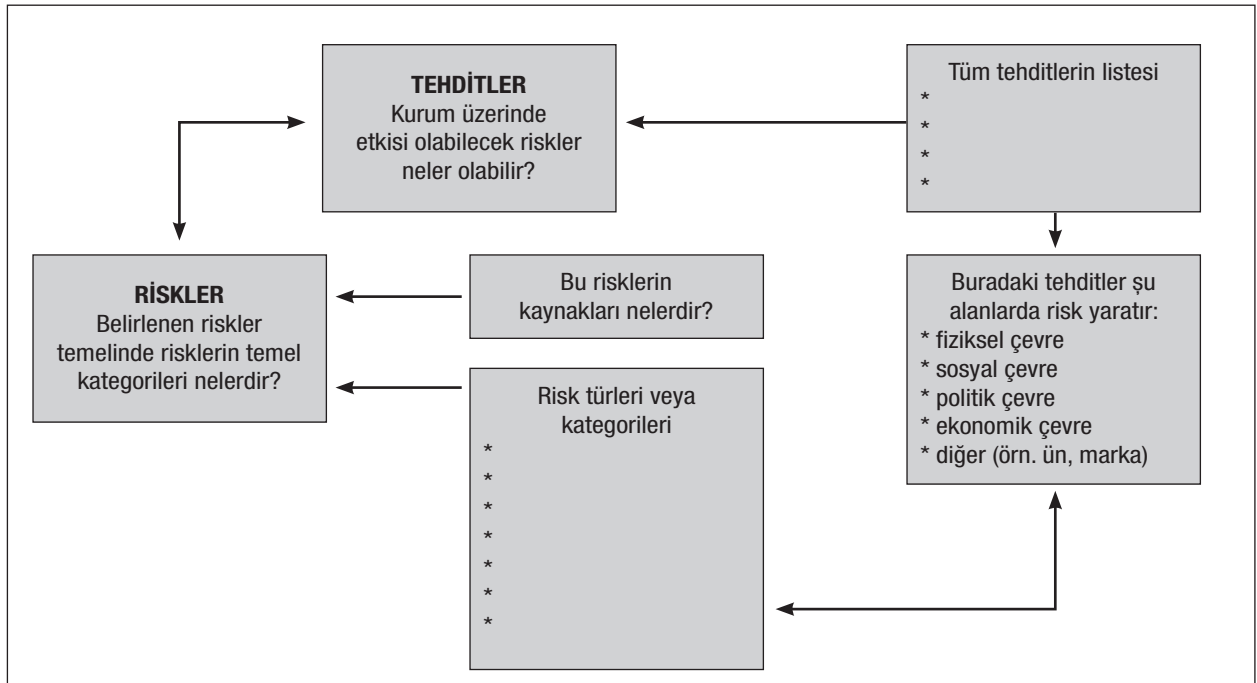 TEHDİTLER
Kurum üzerinde
etkisi olabilecek riskler
neler olabilir?
Tüm tehditlerin listesi
*
*
*
*
RİSKLER
Belirlenen riskler
temelinde risklerin temel
kategorileri nelerdir?
Bu risklerin
kaynakları nelerdir?
Risk türleri veya
kategorileri
*
*
*
*
*
*
*
Buradaki tehditler şu
alanlarda risk yaratır:
* fiziksel çevre
* sosyal çevre
* politik çevre
* ekonomik çevre
* diğer (örn. ün, marka)